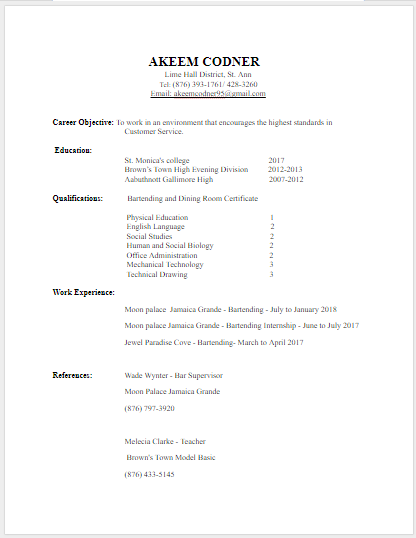 AKEEM CODNER
Lime Hall District, St. Ann
Tel: (876) 393-1761/ 428-3260
Email: akeemcodner95@gmail.com
Career Objective: To work in an environment that encourages the highest standards in
Customer Service.
Education:
St. Monica's college 2017
Brown's Town High Evening Division 2012-2013
Aabuthnott Gallimore High 2007-2012
Qualifications: Bartending and Dining Room Certificate
Physical Education 1
English Language 2
Social Studies 2
Human and Social Biology 2
Office Administration 2
Mechanical Technology 3
Technical Drawing 3
Work Experience:
Moon palace Jamaica Grande - Bartending - July to January 2018
Moon palace Jamaica Grande - Bartending Internship - June to July 2017
Jewel Paradise Cove - Bartending- March to April 2017
References: Wade Wynter - Bar Supervisor
Moon Palace Jamaica Grande
(876) 797-3920
Melecia Clarke - Teacher
Brown's Town Model Basic
(876) 433-5145